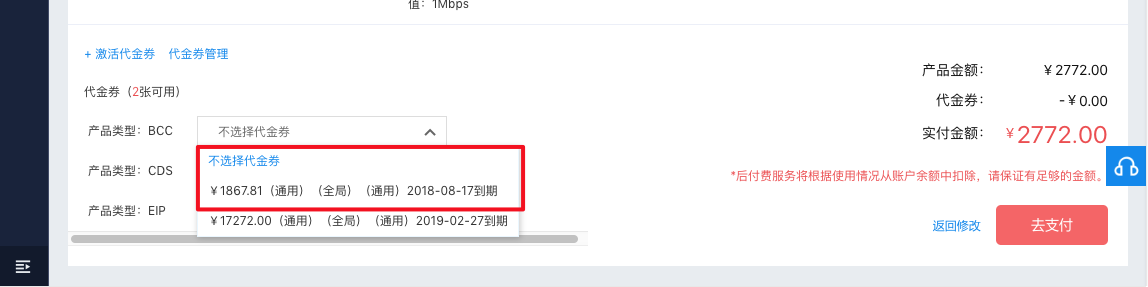 值：1Mbps
+ 激活代金券 代金券管理
代金券（2张可用）
产品类型：BCC 不选择代金券
不选择代金券
产品类型：CDS
￥1867.81（通用）（全局）（通用）2018-08-17到期
产品类型：EIP
￥17272.00（通用）（全局）（通用）2019-02-27到期
产品金额： ￥2772.00
代金券： -￥0.00
实付金额： ￥2772.00
*后付费服务将根据使用情况从账户余额中扣除，请保证有足够的金额。
返回修改 去支付